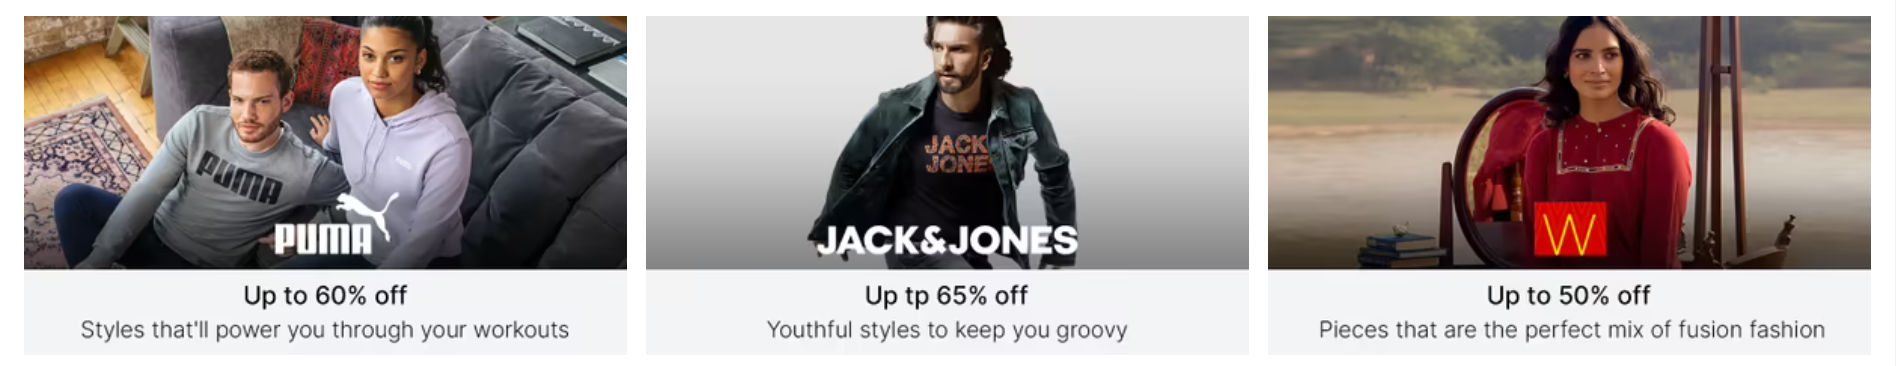 PUMA
PUMA
Up to 60% off
Styles that'll power you through your workouts
JACK
JONES
JACK&JONES
Up tp 65% off
Youthful styles to keep you groovy
W
Up to 50% off
Pieces that are the perfect mix of fusion fashion